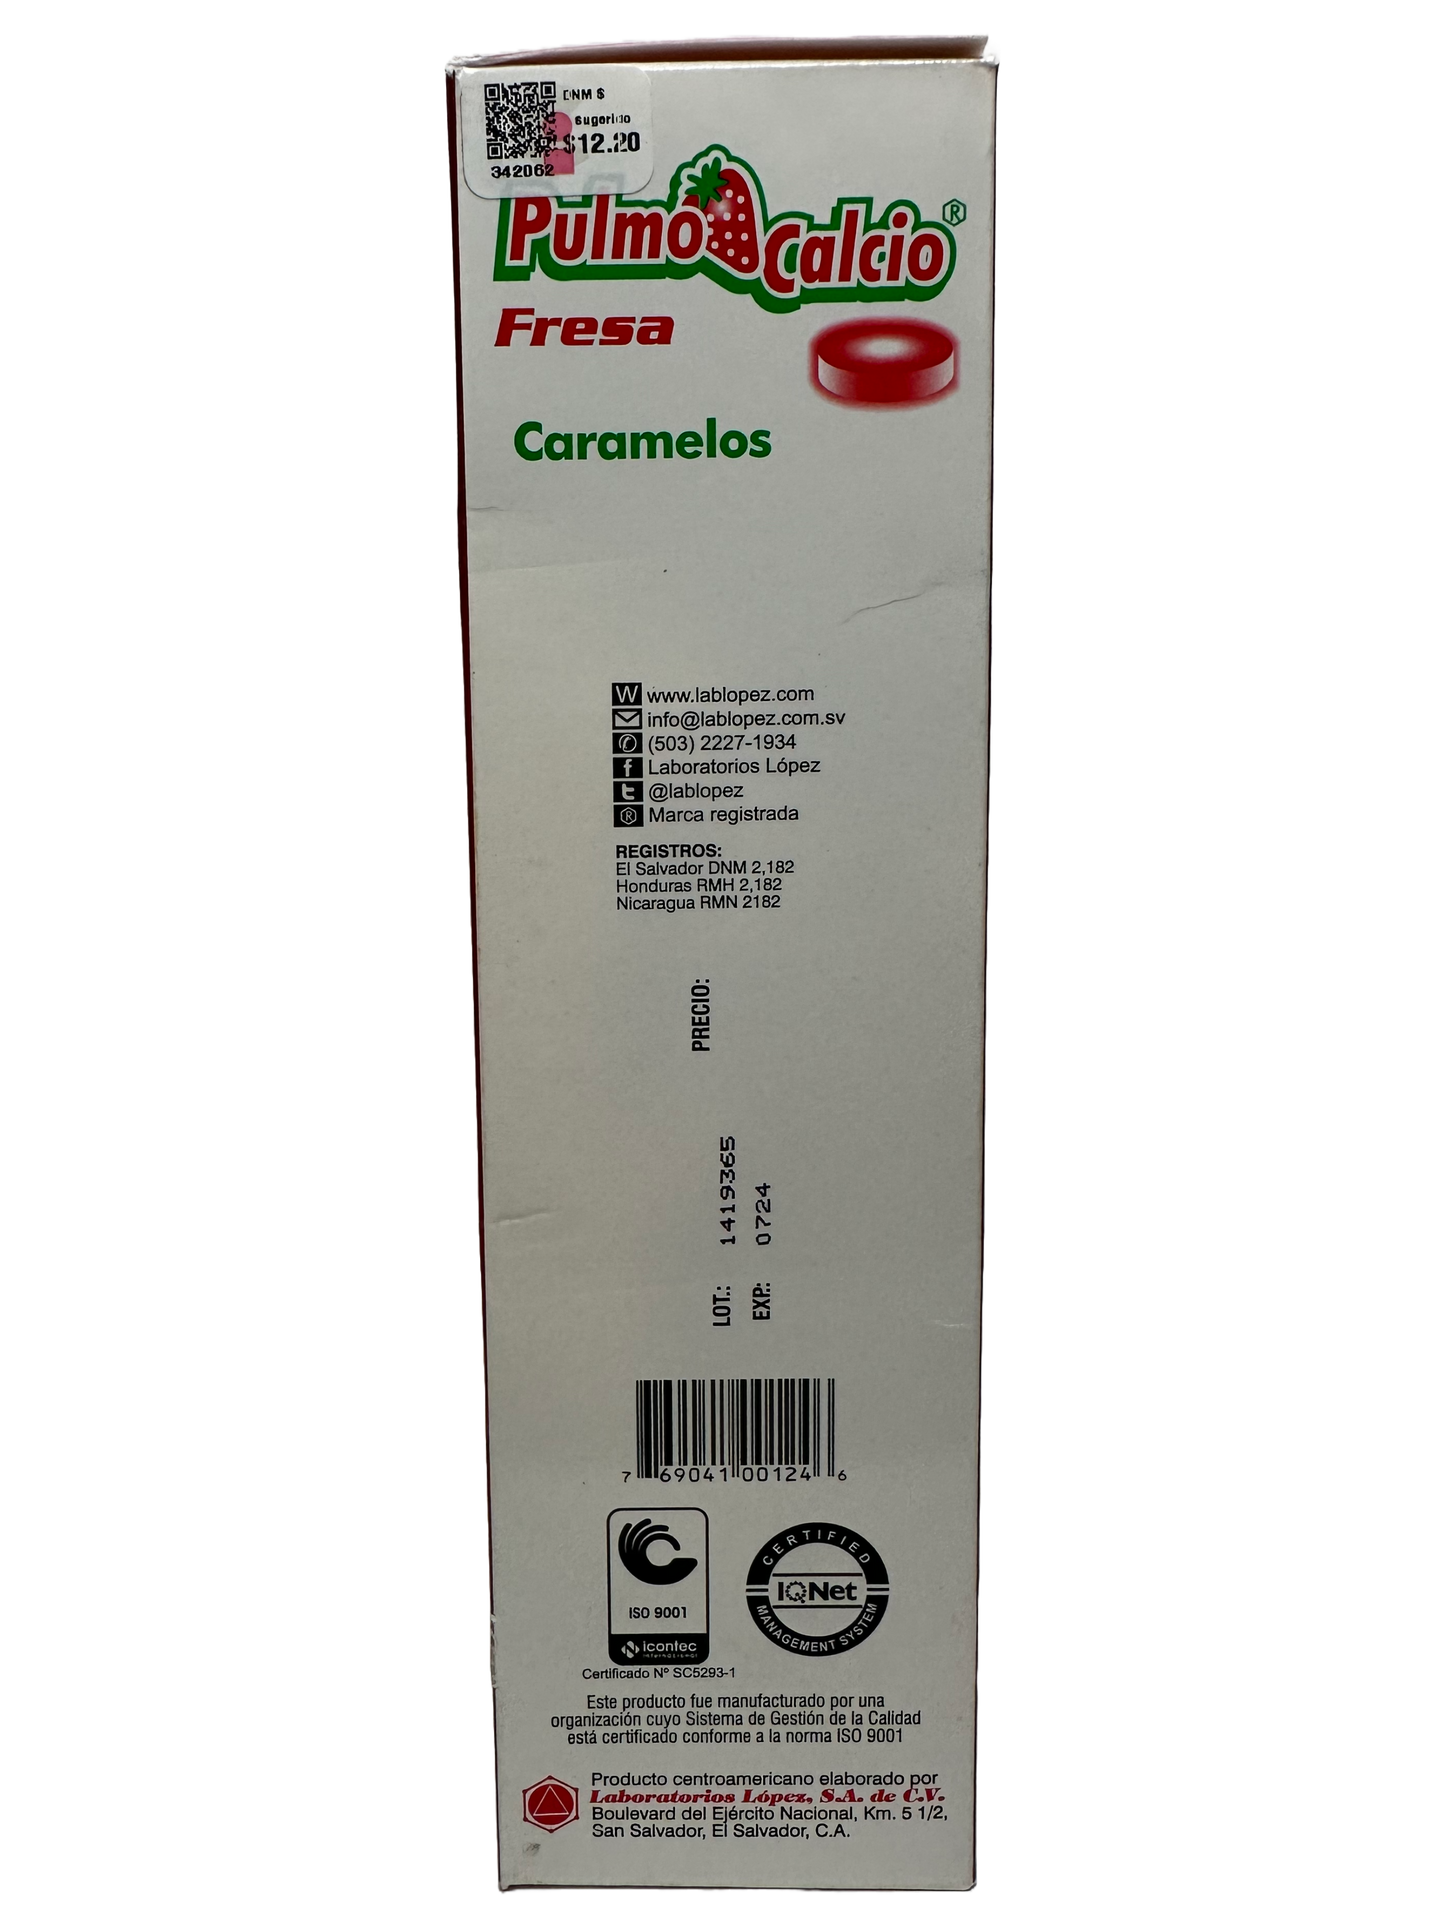 DNM $
sugerido
$12.20
342062
PulmoCalcio®
Fresa
Caramelos
W www.lablopez.com
info@lablopez.com.sv
(503) 2227-1934
f Laboratorios López
t @lablopez
® Marca registrada
REGISTROS:
El Salvador DNM 2,182
Honduras RMH 2,182
Nicaragua RMN 2182
PRECIO:
LOT.: 1419365
EXP.: 0724
7 69041 00124 6
ISO 9001
icontec
internacional
Certificado Nº SC5293-1
CERTIFIED
IQNet
MANAGEMENT SYSTEM
Este producto fue manufacturado por una
organización cuyo Sistema de Gestión de la Calidad
está certificado conforme a la norma ISO 9001
Producto centroamericano elaborado por
Laboratorios López, S.A. de C.V.
Boulevard del Ejército Nacional, Km. 5 1/2,
San Salvador, El Salvador, C.A.